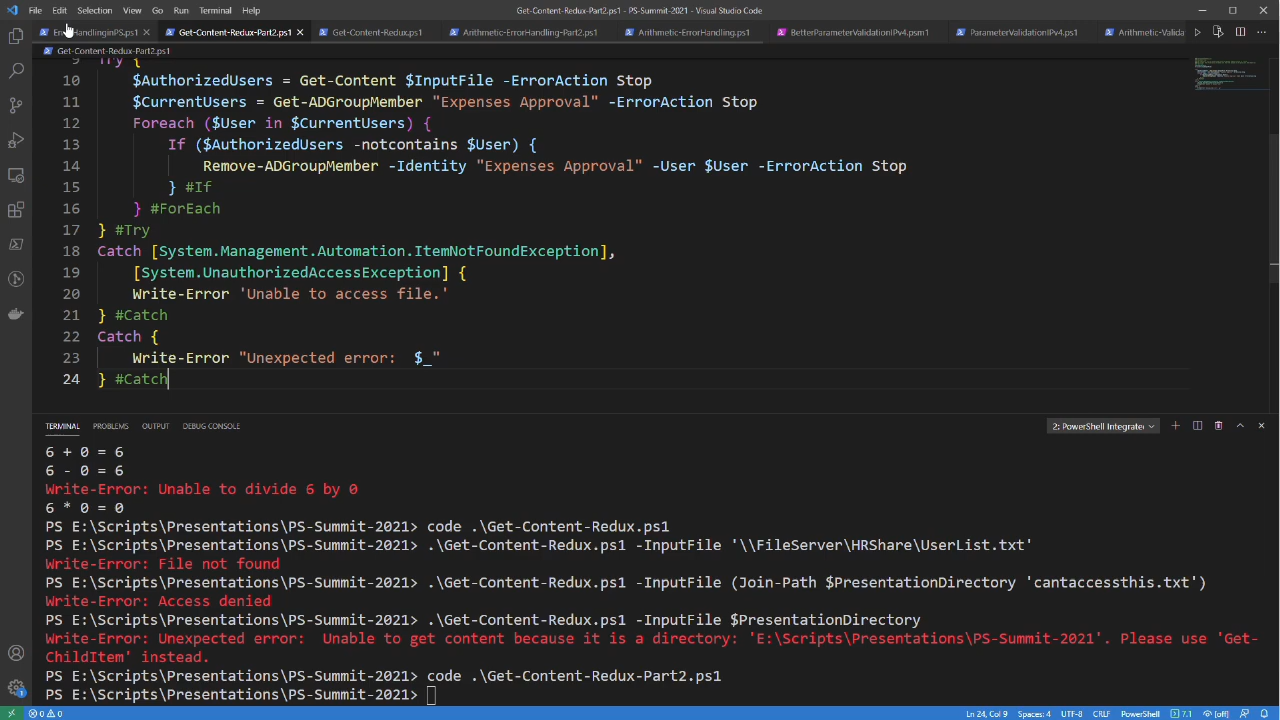 File Edit Selection View Go Run Terminal Help Get-Content-Redux-Part2.ps1 - PS-Summit-2021 - Visual Studio Code
Get-Content-Redux-Part2.ps1 Get-Content-Redux.ps1 Arithmetic-ErrorHandling-Part2.ps1 Arithmetic-ErrorHandling.ps1 BetterParameterValidationIPv4.psm1 ParameterValidationIPv4.ps1 Arithmetic-Valida
Get-Content-Redux-Part2.ps1
9 Try {
10 $AuthorizedUsers = Get-Content $InputFile -ErrorAction Stop
11 $CurrentUsers = Get-ADGroupMember "Expenses Approval" -ErrorAction Stop
12 Foreach ($User in $CurrentUsers) {
13 If ($AuthorizedUsers -notcontains $User) {
14 Remove-ADGroupMember -Identity "Expenses Approval" -User $User -ErrorAction Stop
15 } #If
16 } #ForEach
17 } #Try
18 Catch [System.Management.Automation.ItemNotFoundException],
19 [System.UnauthorizedAccessException] {
20 Write-Error 'Unable to access file.'
21 } #Catch
22 Catch {
23 Write-Error "Unexpected error:  $_"
24 } #Catch
TERMINAL PROBLEMS OUTPUT DEBUG CONSOLE 2: PowerShell Integrate
6 + 0 = 6
6 - 0 = 6
Write-Error: Unable to divide 6 by 0
6 * 0 = 0
PS E:\Scripts\Presentations\PS-Summit-2021> code .\Get-Content-Redux.ps1
PS E:\Scripts\Presentations\PS-Summit-2021> .\Get-Content-Redux.ps1 -InputFile '\\FileServer\HRShare\UserList.txt'
Write-Error: File not found
PS E:\Scripts\Presentations\PS-Summit-2021> .\Get-Content-Redux.ps1 -InputFile (Join-Path $PresentationDirectory 'cantaccessthis.txt')
Write-Error: Access denied
PS E:\Scripts\Presentations\PS-Summit-2021> .\Get-Content-Redux.ps1 -InputFile $PresentationDirectory
Write-Error: Unexpected error:  Unable to get content because it is a directory: 'E:\Scripts\Presentations\PS-Summit-2021'. Please use 'Get-
ChildItem' instead.
PS E:\Scripts\Presentations\PS-Summit-2021> code .\Get-Content-Redux-Part2.ps1
PS E:\Scripts\Presentations\PS-Summit-2021>
0 0 Ln 24, Col 9 Spaces: 4 UTF-8 CRLF PowerShell 7.1 [off]